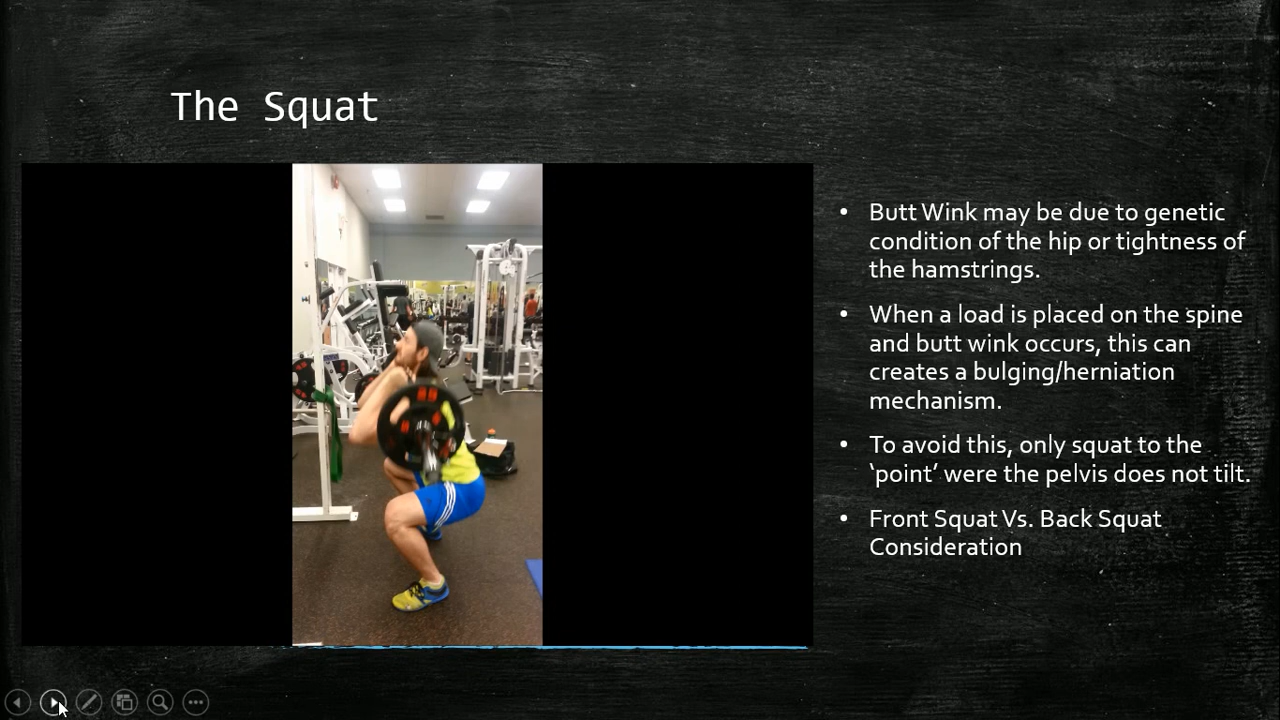 The Squat
• Butt Wink may be due to genetic
condition of the hip or tightness of
the hamstrings.
• When a load is placed on the spine
and butt wink occurs, this can
creates a bulging/herniation
mechanism.
• To avoid this, only squat to the
‘point’ were the pelvis does not tilt.
• Front Squat Vs. Back Squat
Consideration